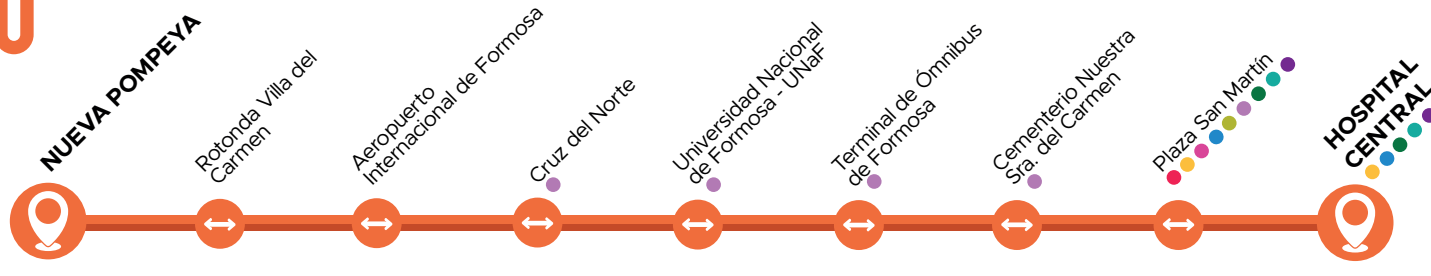 NUEVA POMPEYA
Rotonda Villa del
Carmen
Aeropuerto
Internacional de Formosa
Cruz del Norte
Universidad Nacional
de Formosa - UNaF
Terminal de Ómnibus
de Formosa
Cementerio Nuestra
Sra. del Carmen
Plaza San Martín
HOSPITAL
CENTRAL